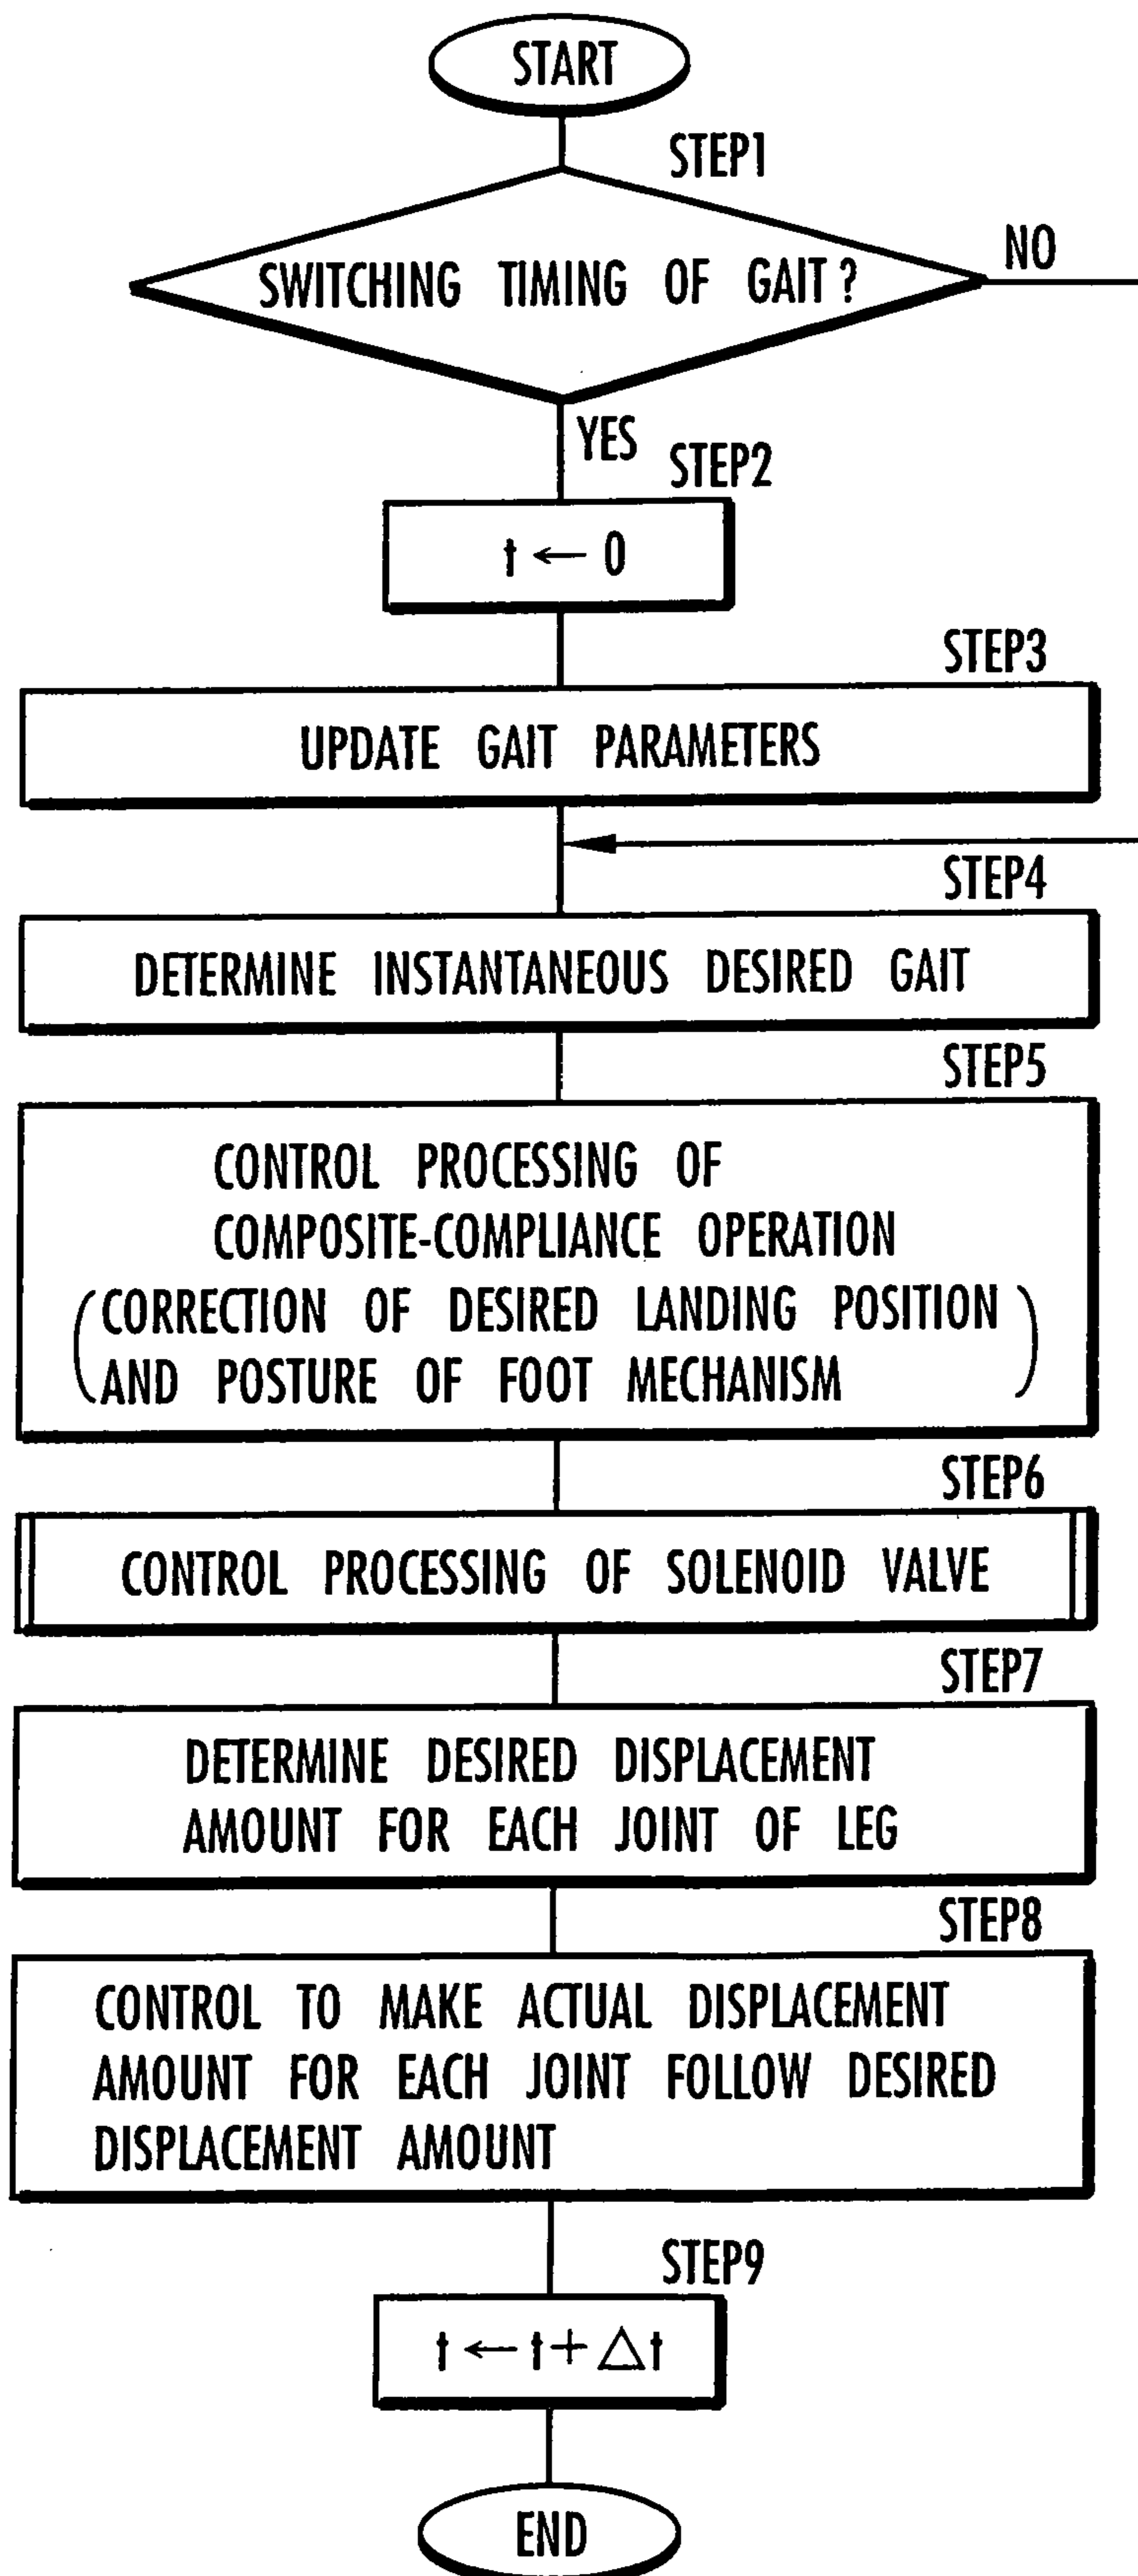 START
STEP1
SWITCHING TIMING OF GAIT?
NO
YES
STEP2
t ← 0
STEP3
UPDATE GAIT PARAMETERS
STEP4
DETERMINE INSTANTANEOUS DESIRED GAIT
STEP5
CONTROL PROCESSING OF
COMPOSITE-COMPLIANCE OPERATION
(CORRECTION OF DESIRED LANDING POSITION
AND POSTURE OF FOOT MECHANISM)
STEP6
CONTROL PROCESSING OF SOLENOID VALVE
STEP7
DETERMINE DESIRED DISPLACEMENT
AMOUNT FOR EACH JOINT OF LEG
STEP8
CONTROL TO MAKE ACTUAL DISPLACEMENT
AMOUNT FOR EACH JOINT FOLLOW DESIRED
DISPLACEMENT AMOUNT
STEP9
t ← t + △t
END